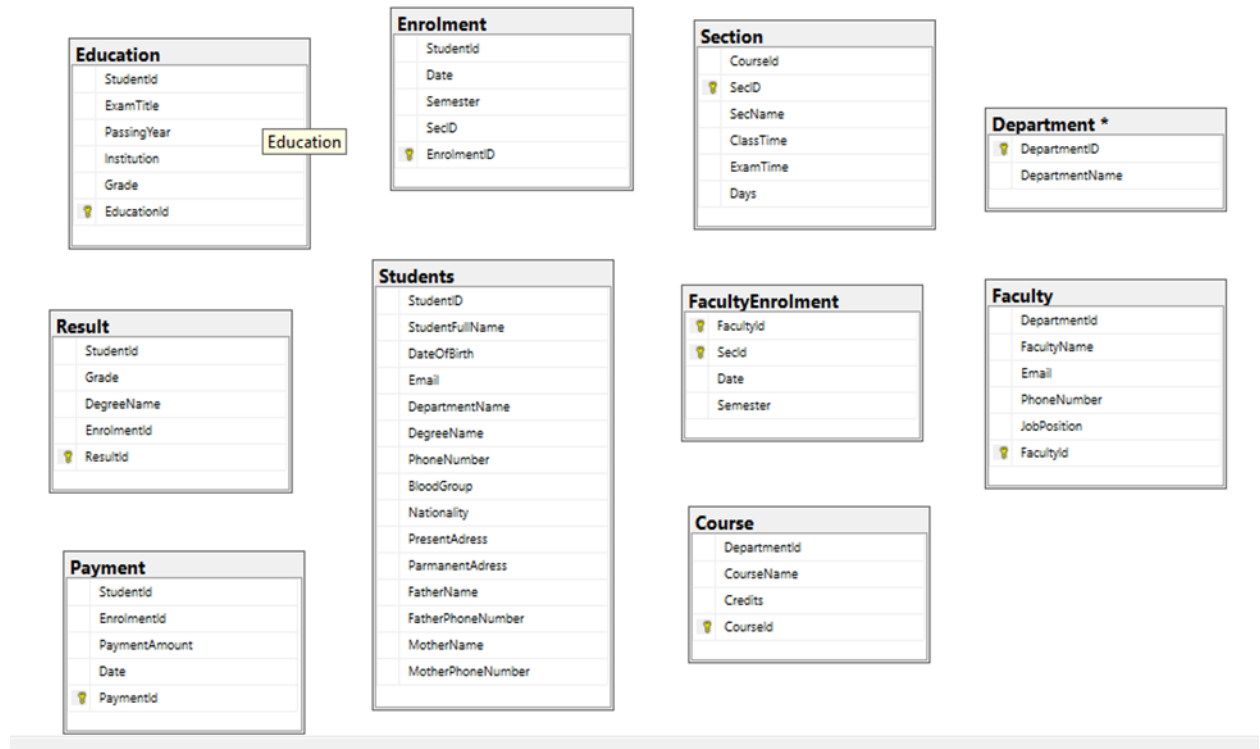 Education
StudentId
ExamTitle
PassingYear
Institution
Grade
EducationId
Education
Enrolment
StudentId
Date
Semester
SecID
EnrolmentID
Section
CourseId
SecID
SecName
ClassTime
ExamTime
Days
Department *
DepartmentID
DepartmentName
Result
StudentId
Grade
DegreeName
EnrolmentId
ResultId
Students
StudentID
StudentFullName
DateOfBirth
Email
DepartmentName
DegreeName
PhoneNumber
BloodGroup
Nationality
PresentAdress
ParmanentAdress
FatherName
FatherPhoneNumber
MotherName
MotherPhoneNumber
FacultyEnrolment
FacultyId
SecId
Date
Semester
Faculty
DepartmentId
FacultyName
Email
PhoneNumber
JobPosition
FacultyId
Payment
StudentId
EnrolmentId
PaymentAmount
Date
PaymentId
Course
DepartmentId
CourseName
Credits
CourseId